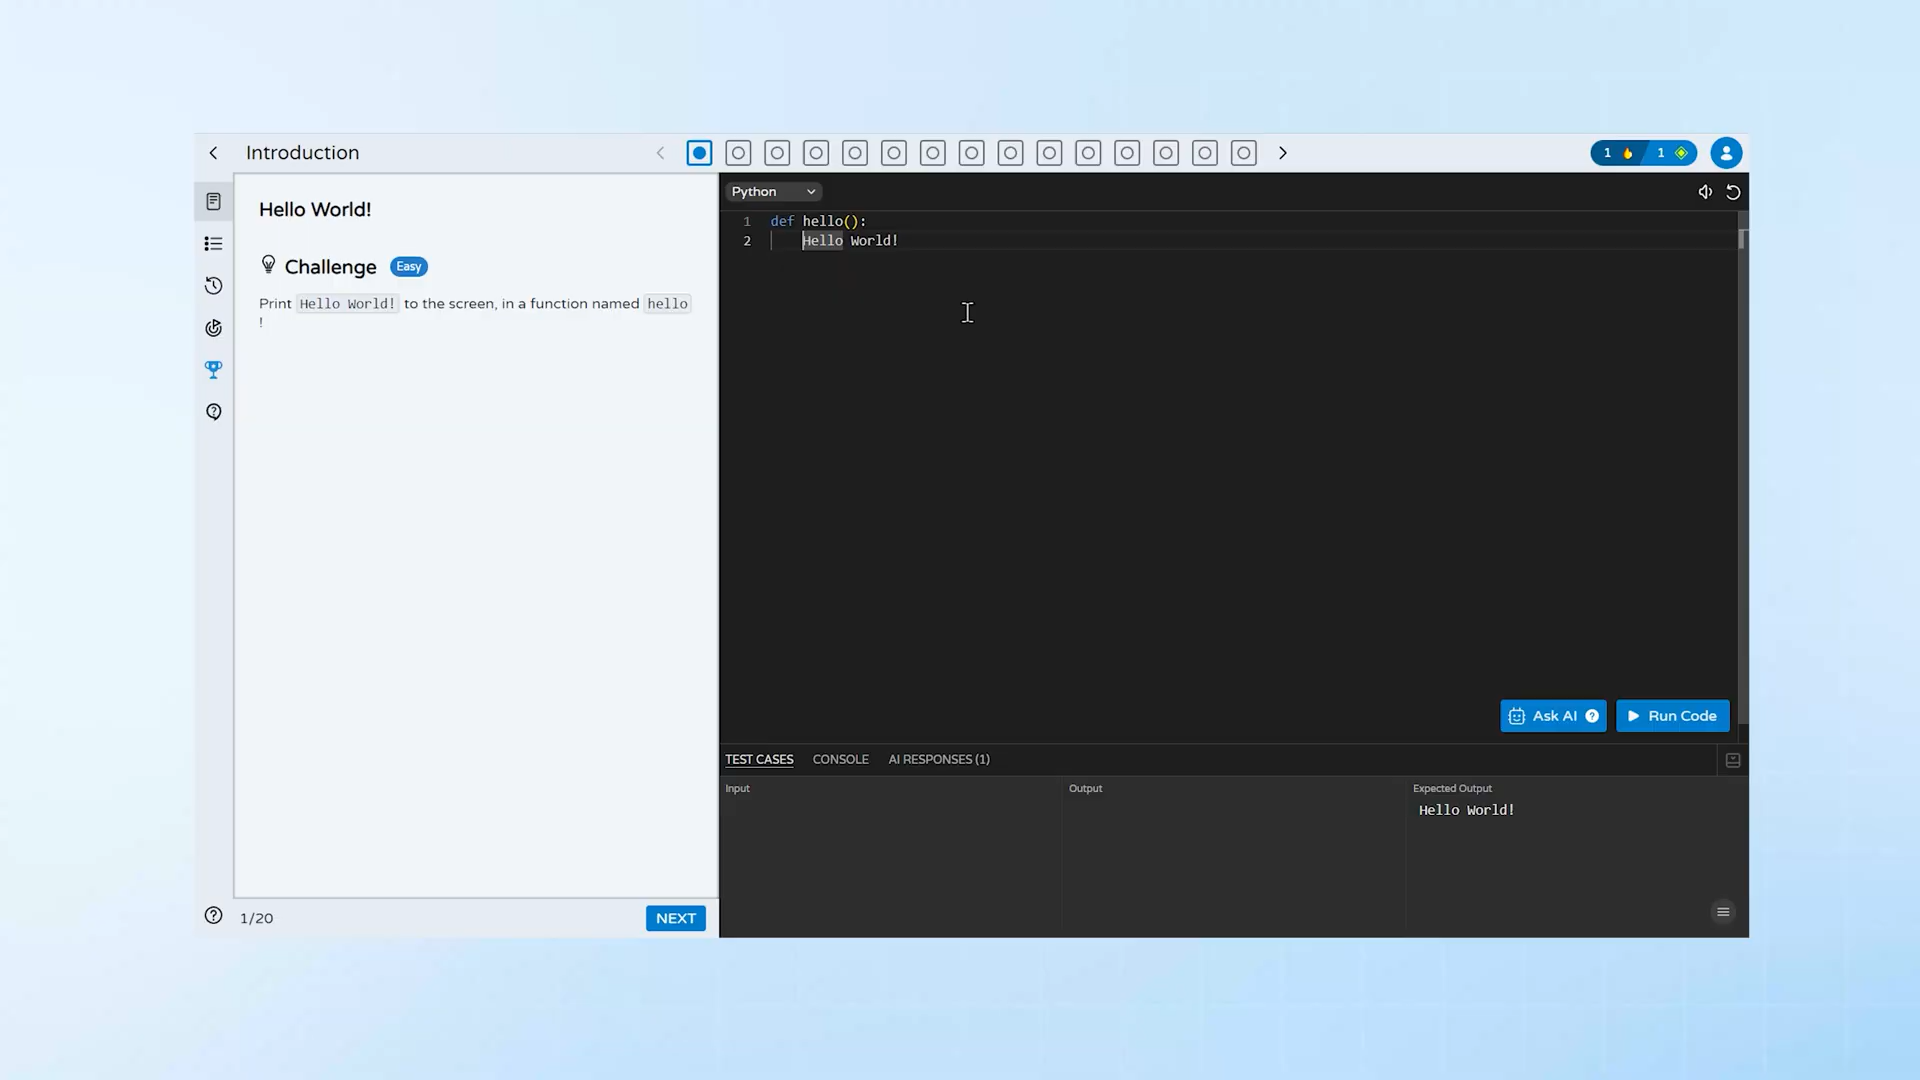 Introduction
1 1
Hello World!
Challenge Easy
Print Hello World! to the screen, in a function named hello
!
1/20
NEXT
Python
1 def hello():
2 Hello World!
Ask AI ?
Run Code
TEST CASES CONSOLE AI RESPONSES (1)
Input Output Expected Output
Hello World!